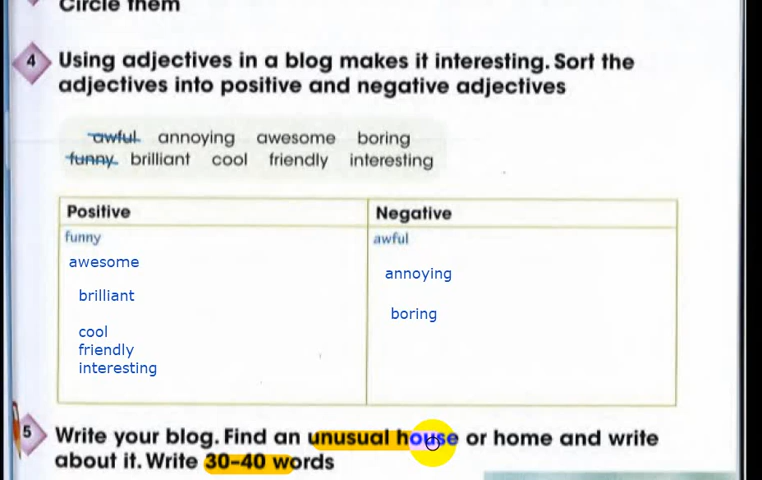 Circle them
4 Using adjectives in a blog makes it interesting. Sort the
adjectives into positive and negative adjectives
awful annoying awesome boring
funny brilliant cool friendly interesting
Positive Negative
funny awful
awesome
annoying
brilliant
boring
cool
friendly
interesting
5 Write your blog. Find an unusual house or home and write
about it. Write 30–40 words